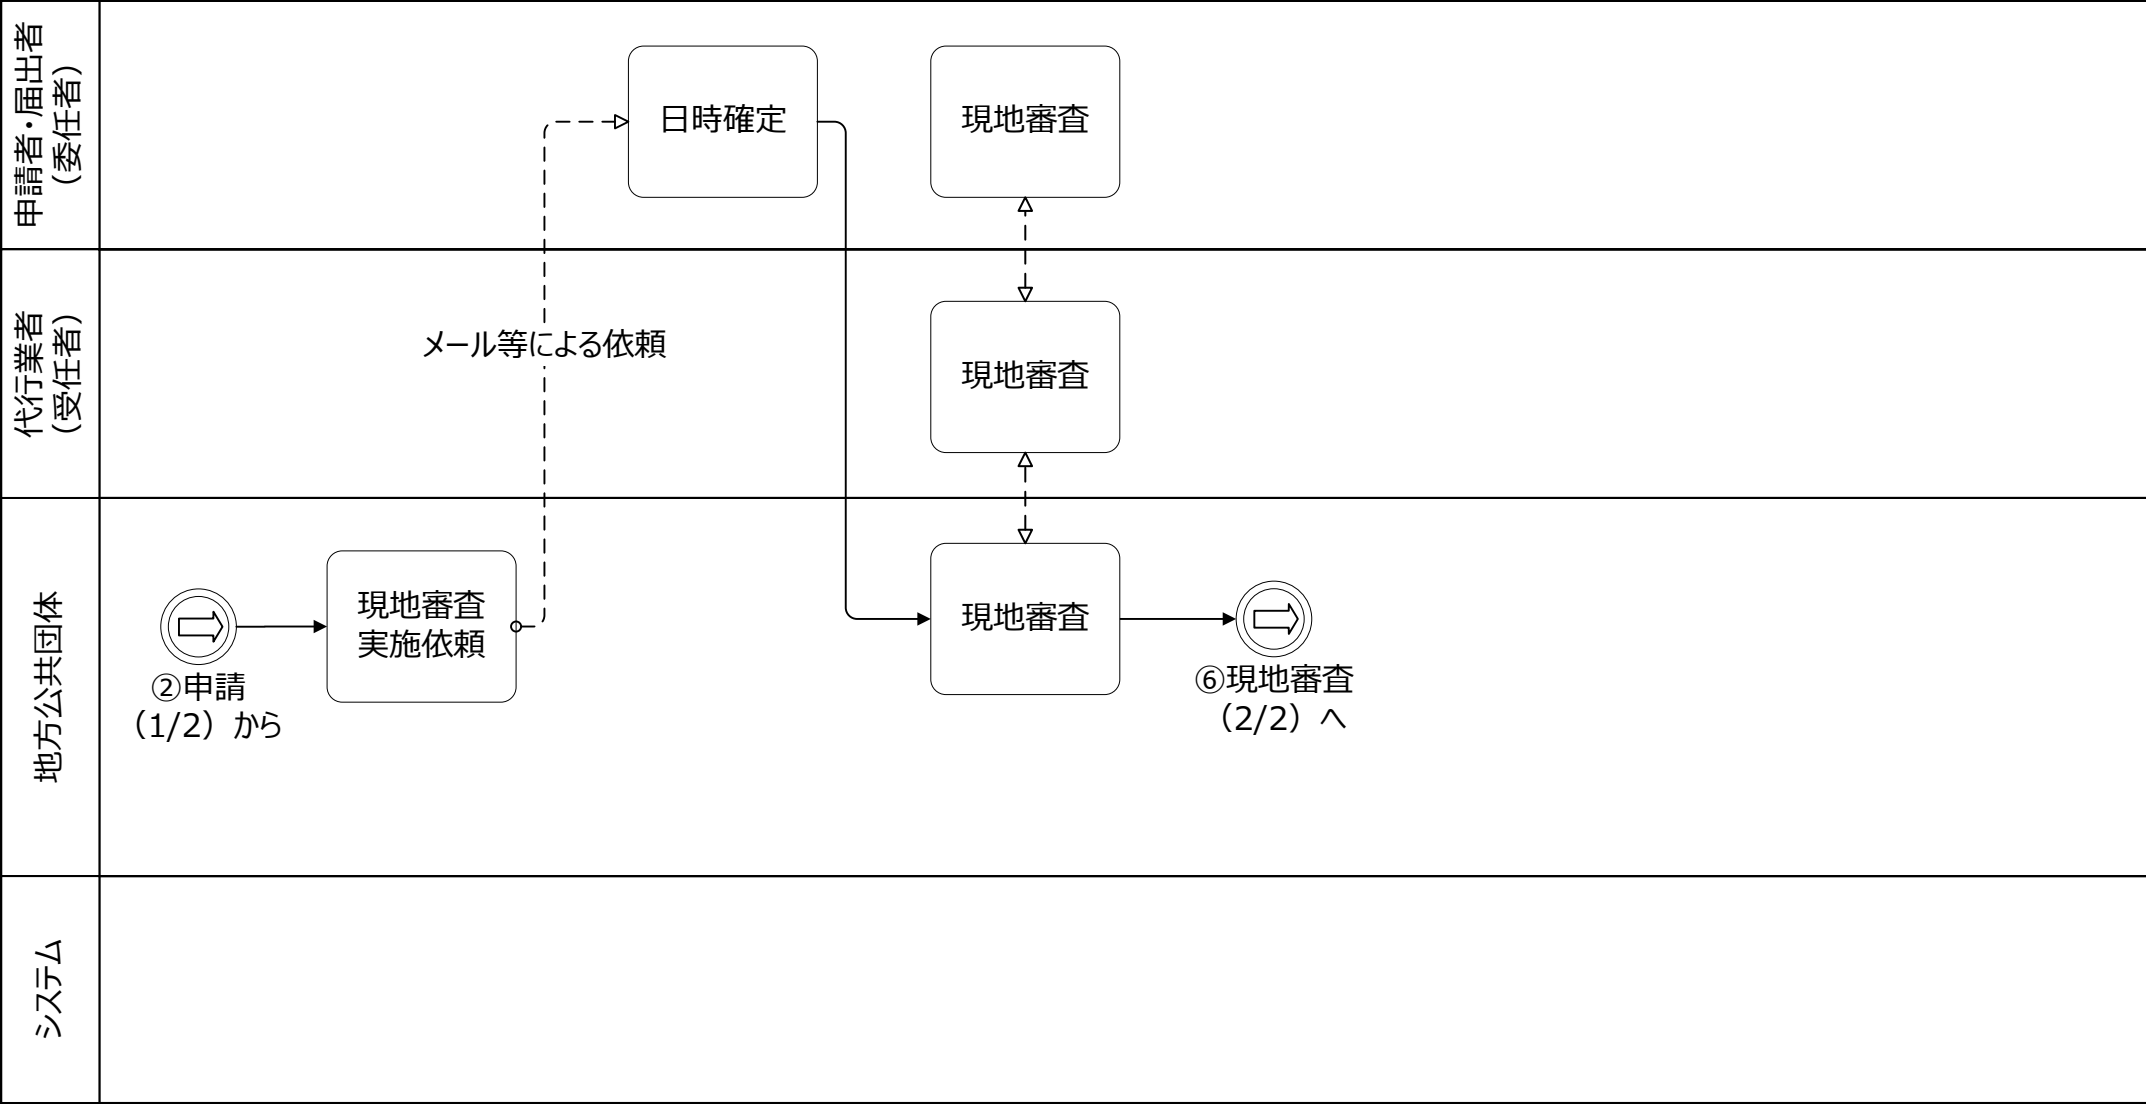 申請者・届出者
（委任者）
日時確定
現地審査
代行業者
（受任者）
メール等による依頼
現地審査
地方公共団体
②申請
（1/2）から
現地審査
実施依頼
現地審査
⑥現地審査
（2/2）へ
システム